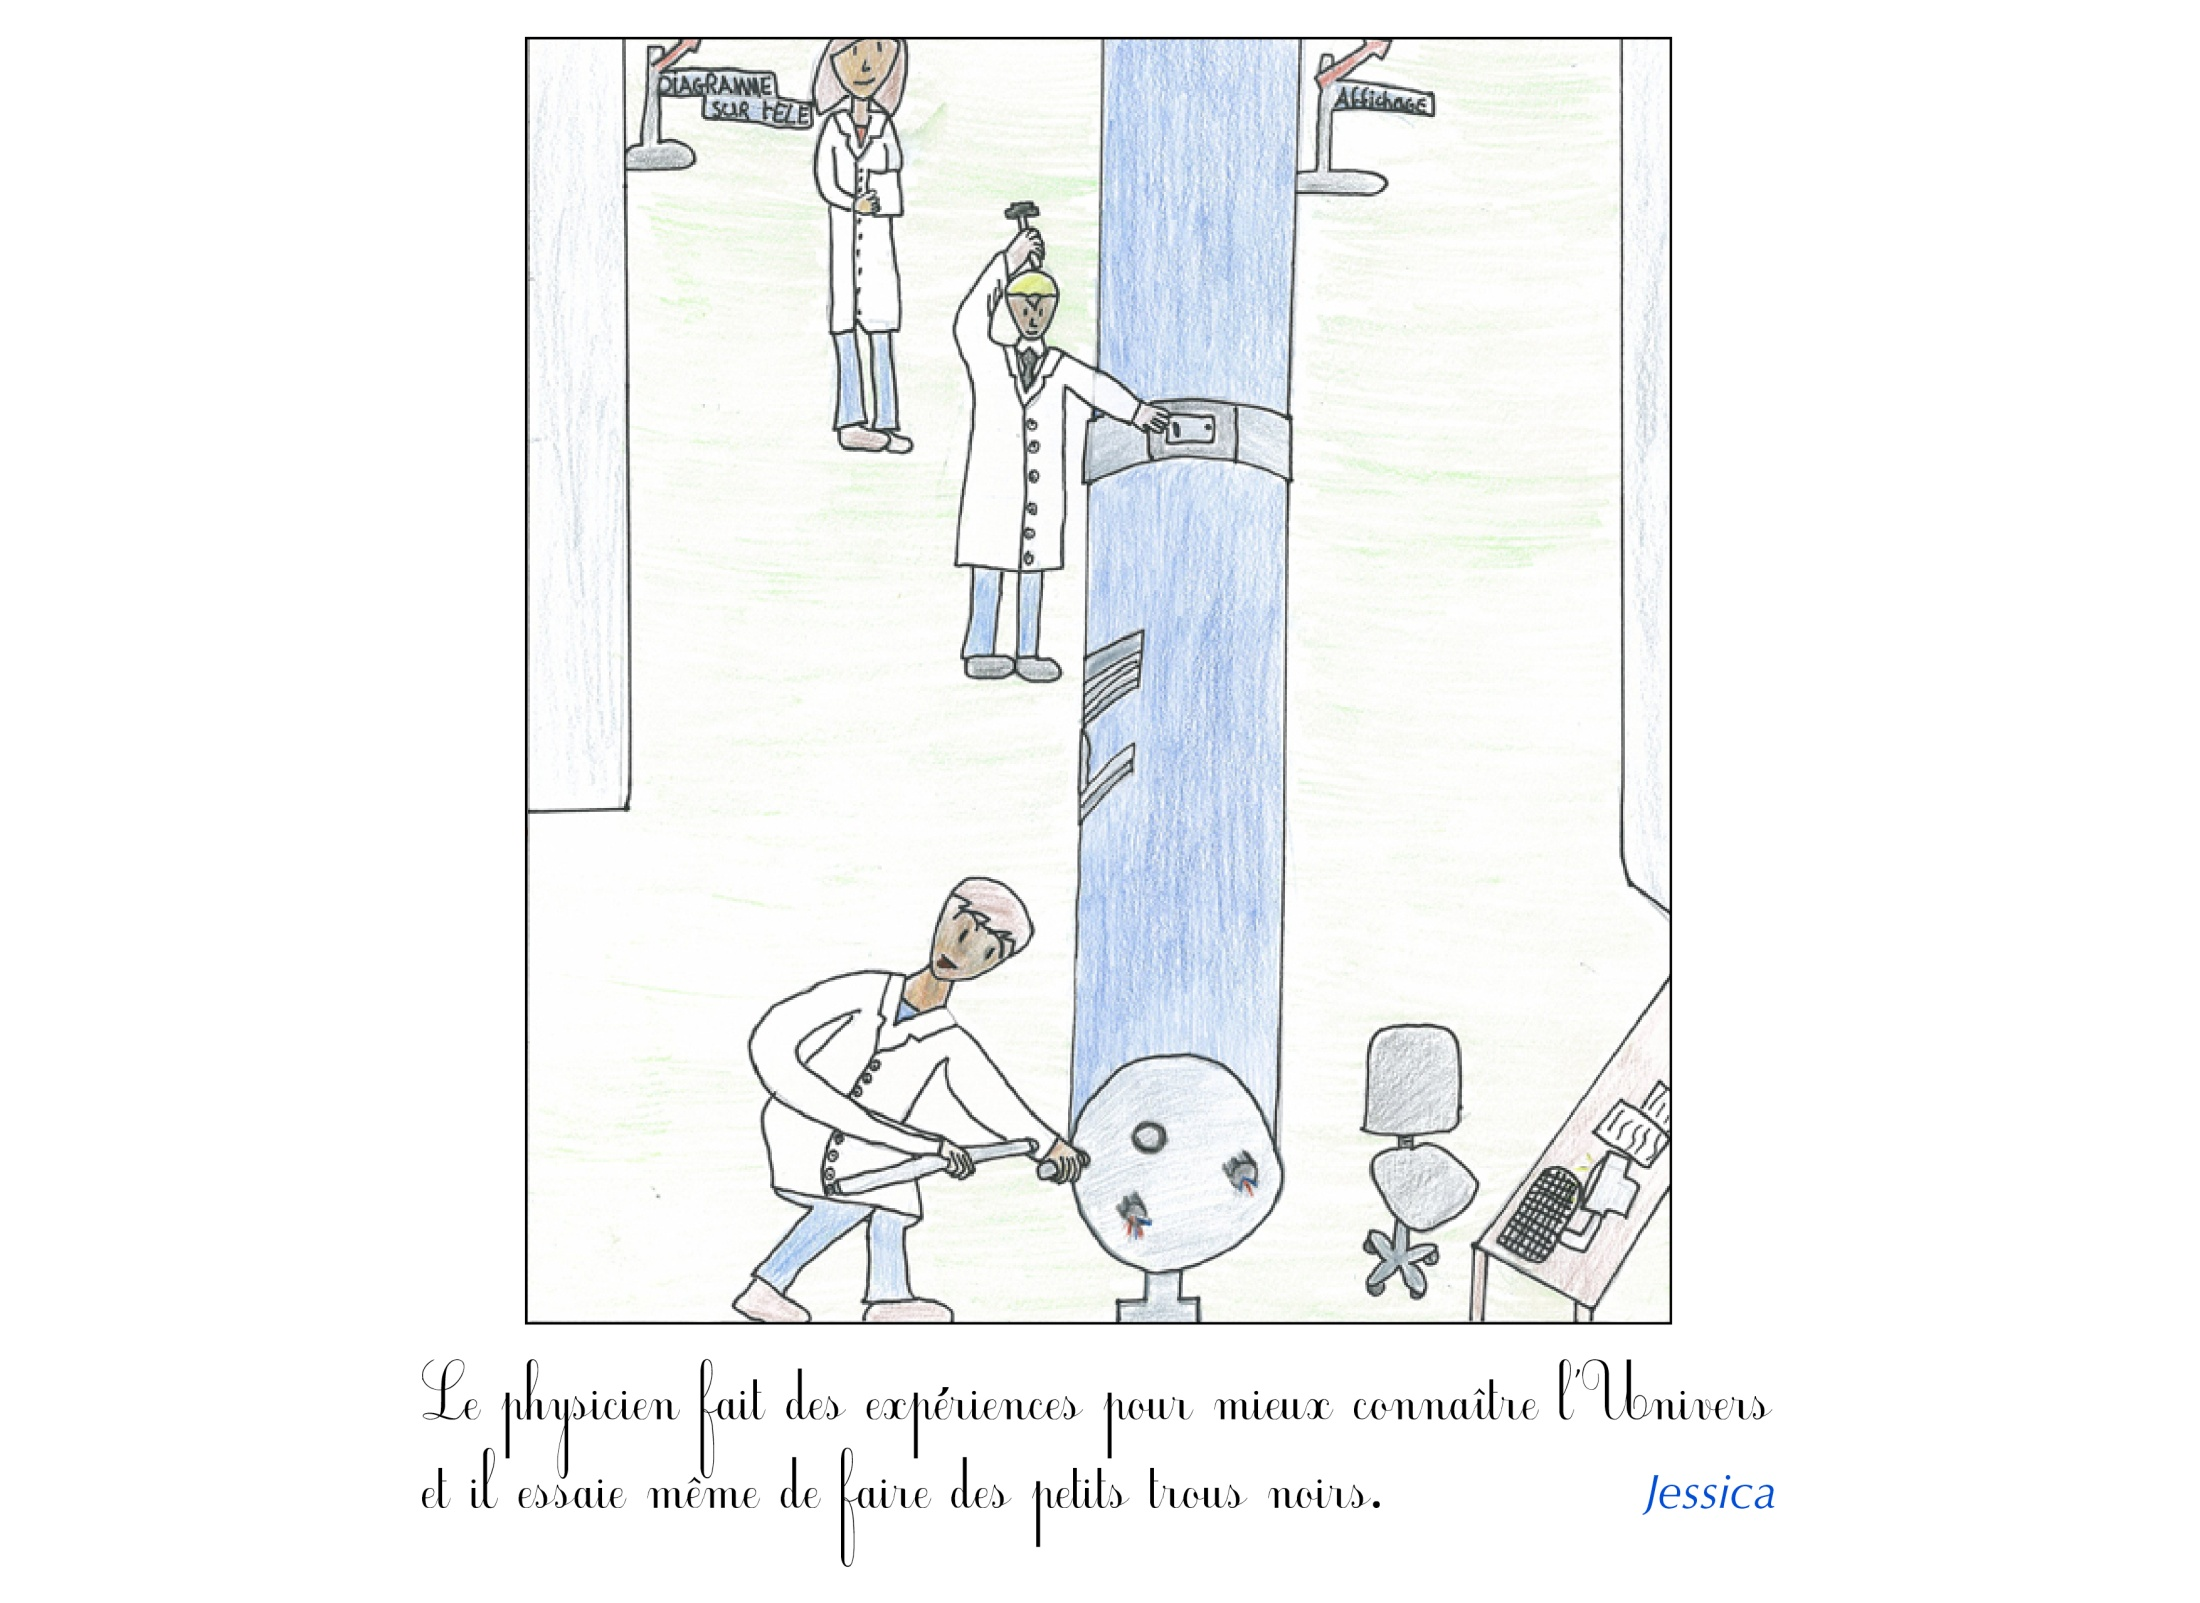 DIAGRAMME
SUR tELE
Affichage
Le physicien fait des expériences pour mieux connaître l'Univers
et il essaie même de faire des petits trous noirs.
Jessica